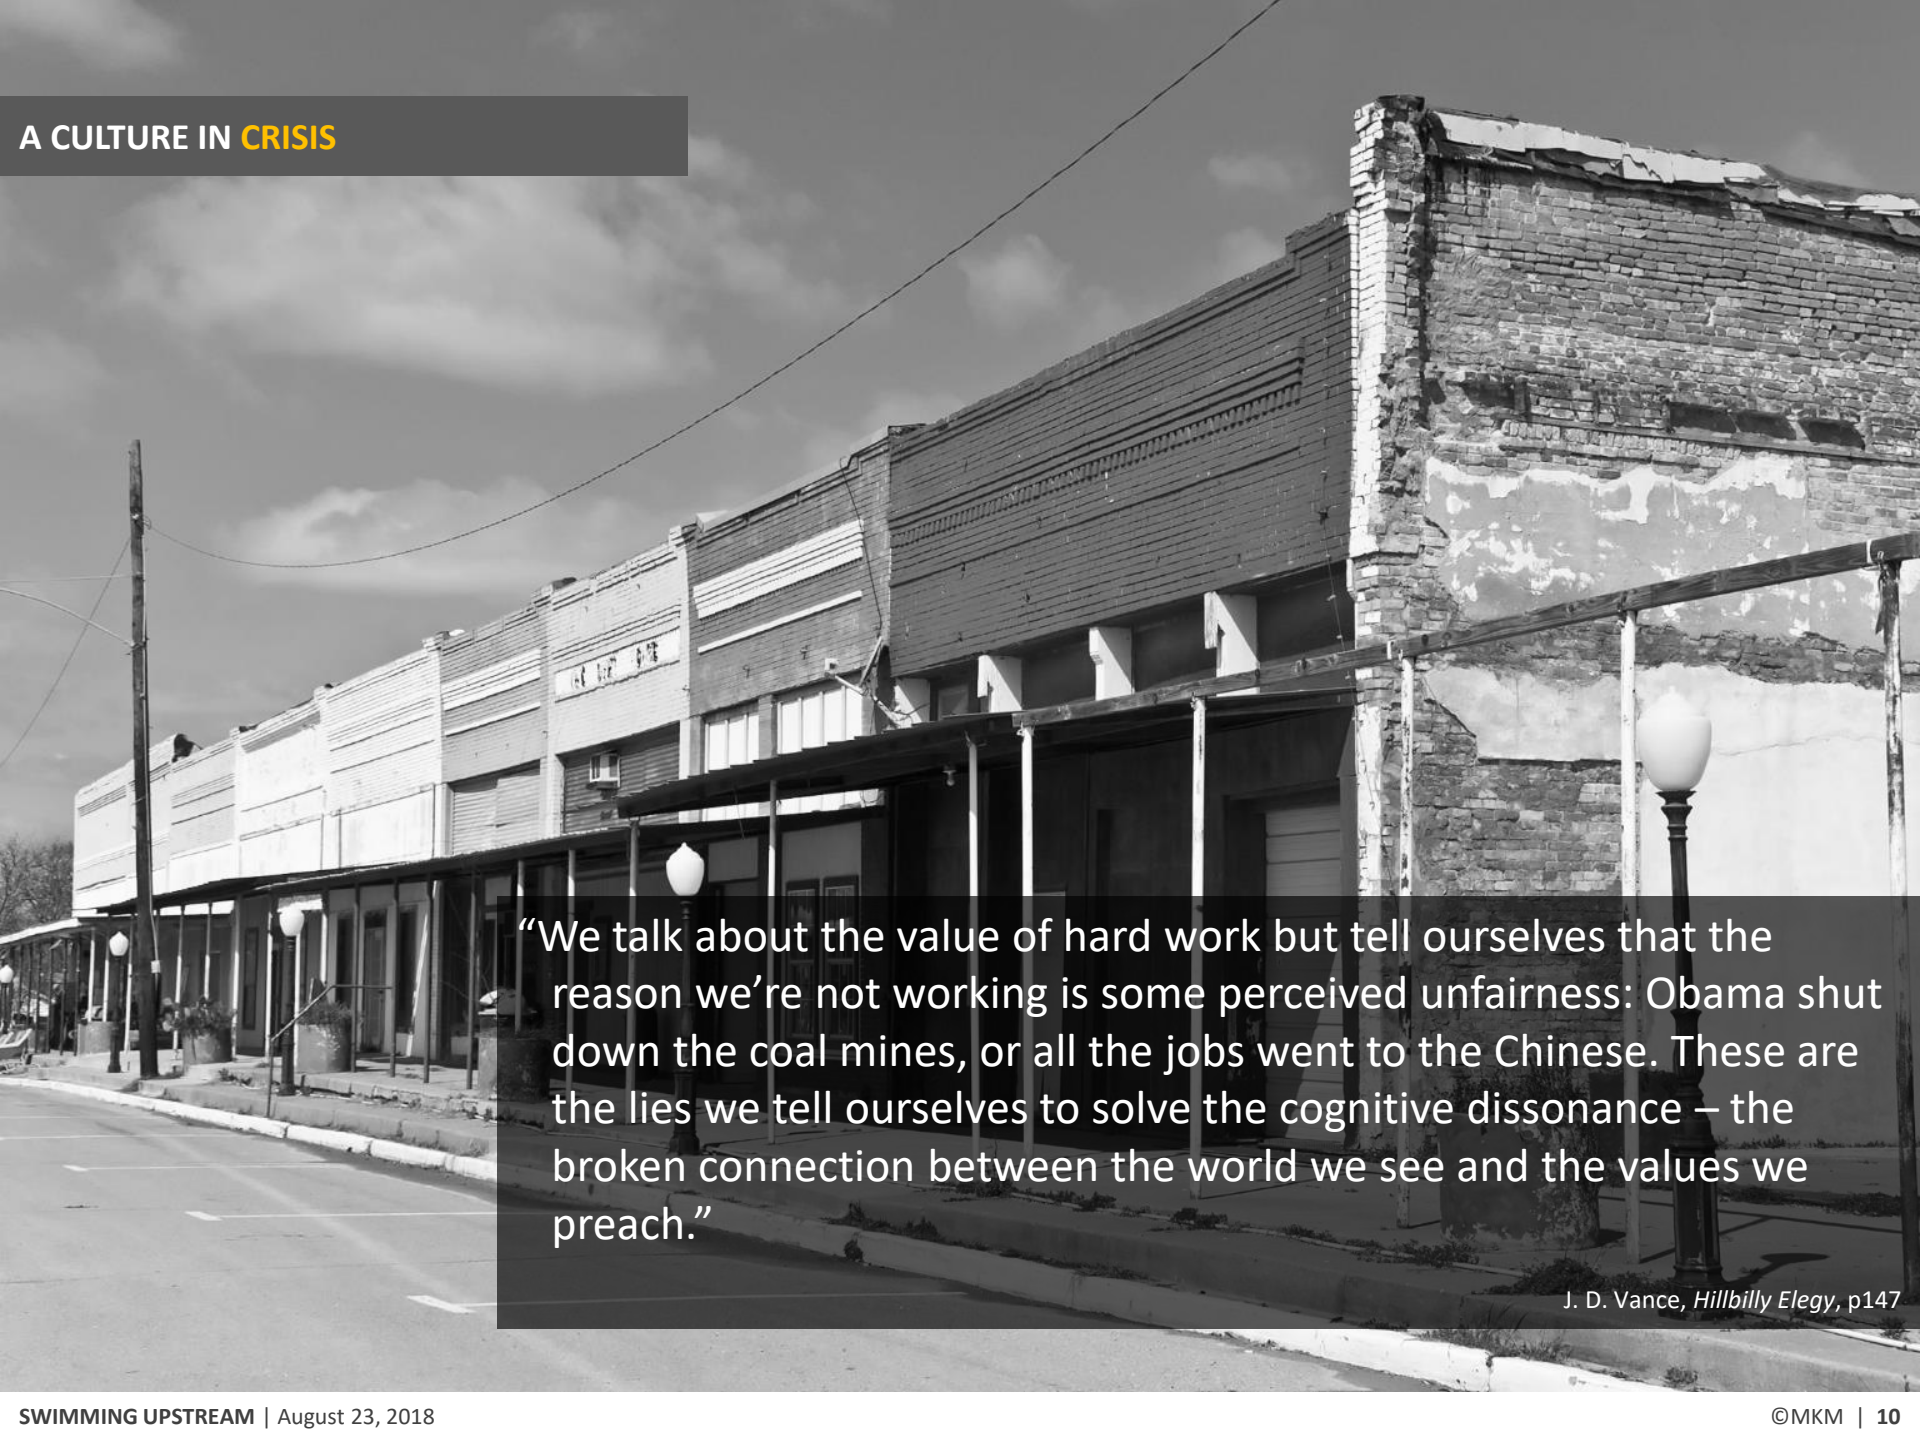 A CULTURE IN CRISIS
“We talk about the value of hard work but tell ourselves that the
reason we’re not working is some perceived unfairness: Obama shut
down the coal mines, or all the jobs went to the Chinese. These are
the lies we tell ourselves to solve the cognitive dissonance – the
broken connection between the world we see and the values we
preach.”
J. D. Vance, Hillbilly Elegy, p147
SWIMMING UPSTREAM | August 23, 2018
©MKM | 10